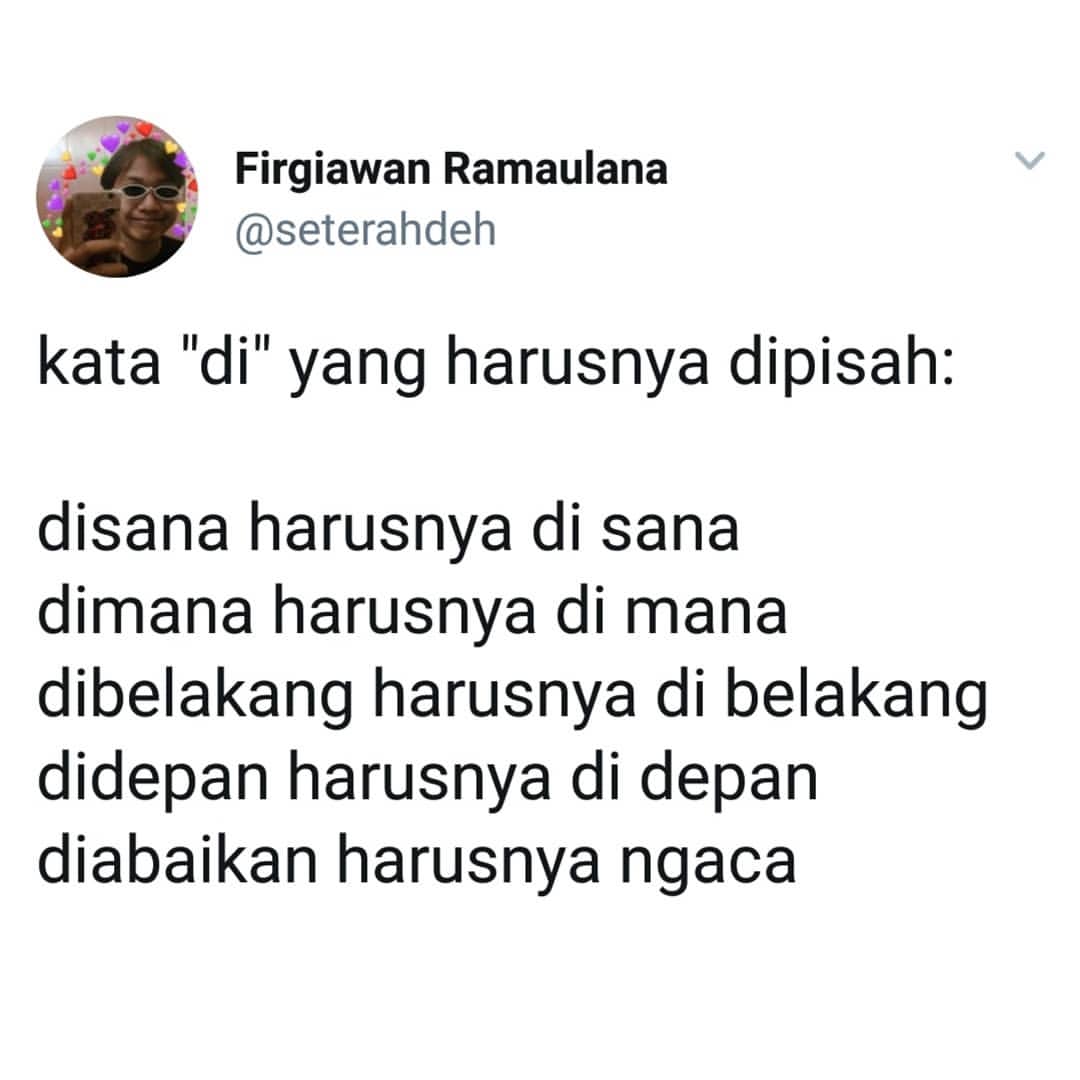 Firgiawan Ramaulana
@seterahdeh
kata "di" yang harusnya dipisah:
disana harusnya di sana
dimana harusnya di mana
dibelakang harusnya di belakang
didepan harusnya di depan
diabaikan harusnya ngaca